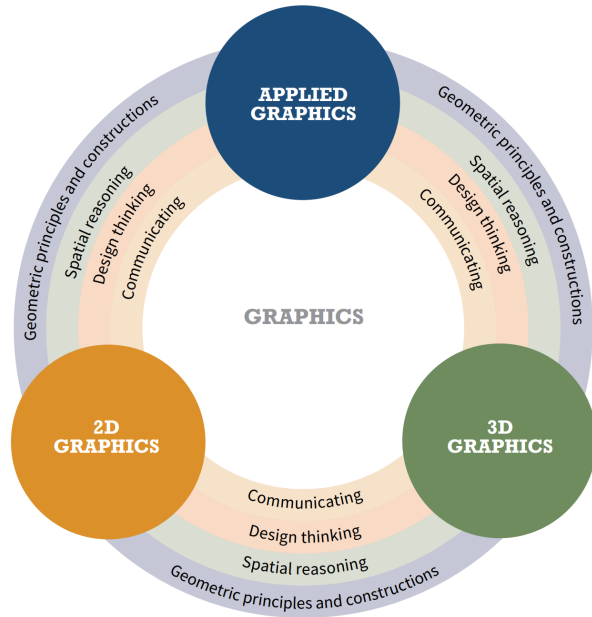 APPLIED
GRAPHICS
Geometric principles and constructions
Spatial reasoning
Design thinking
Communicating
Geometric principles and constructions
Spatial reasoning
Design thinking
Communicating
GRAPHICS
2D
GRAPHICS
3D
GRAPHICS
Communicating
Design thinking
Spatial reasoning
Geometric principles and constructions